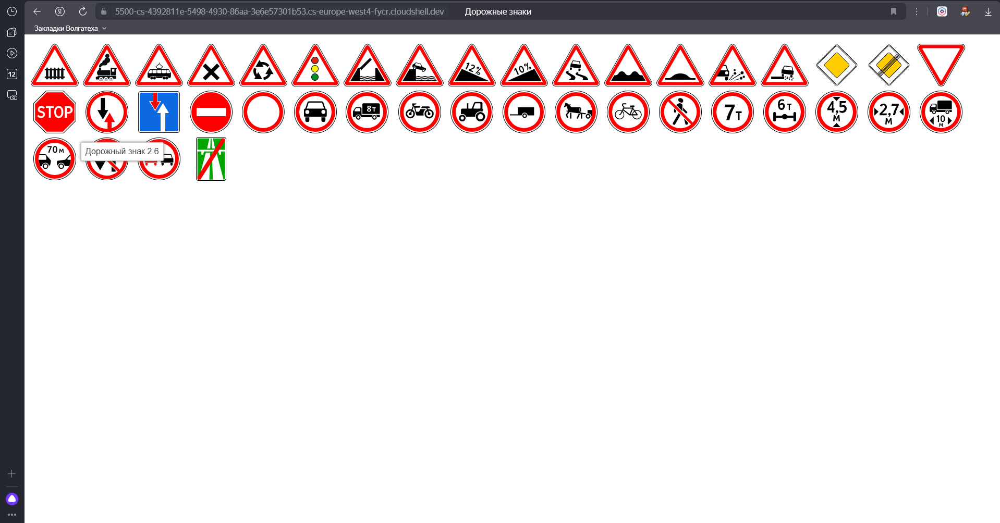 5500-cs-4392811e-5498-4930-86aa-3e6e57301b53.cs-europe-west4-fycr.cloudshell.dev Дорожные знаки
Закладки Волгатеха
12
12%
10%
STOP
8т
7т
6т
4,5
м
2,7
м
10
м
70м
Дорожный знак 2.6